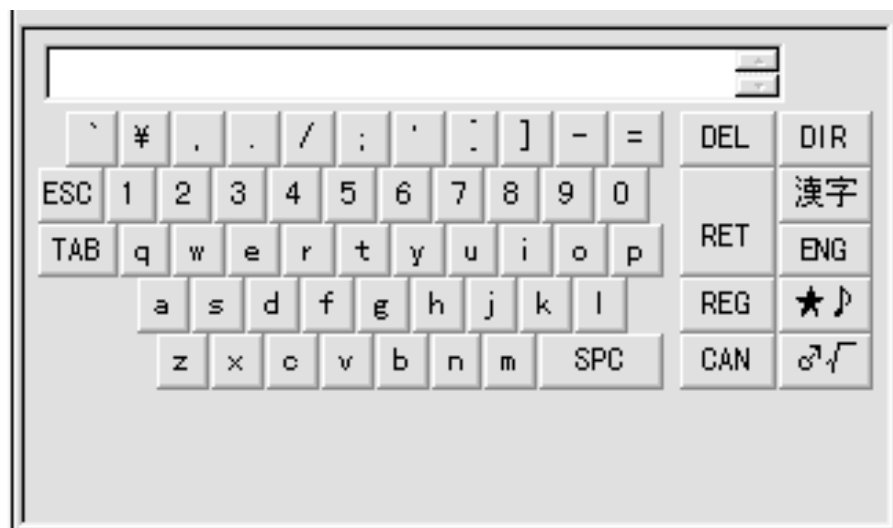 ` ¥ , . / ; ' [ ] - = DEL DIR
ESC 1 2 3 4 5 6 7 8 9 0 漢字
TAB q w e r t y u i o p RET ENG
a s d f g h j k l REG ★♪
z x c v b n m SPC CAN ♂√